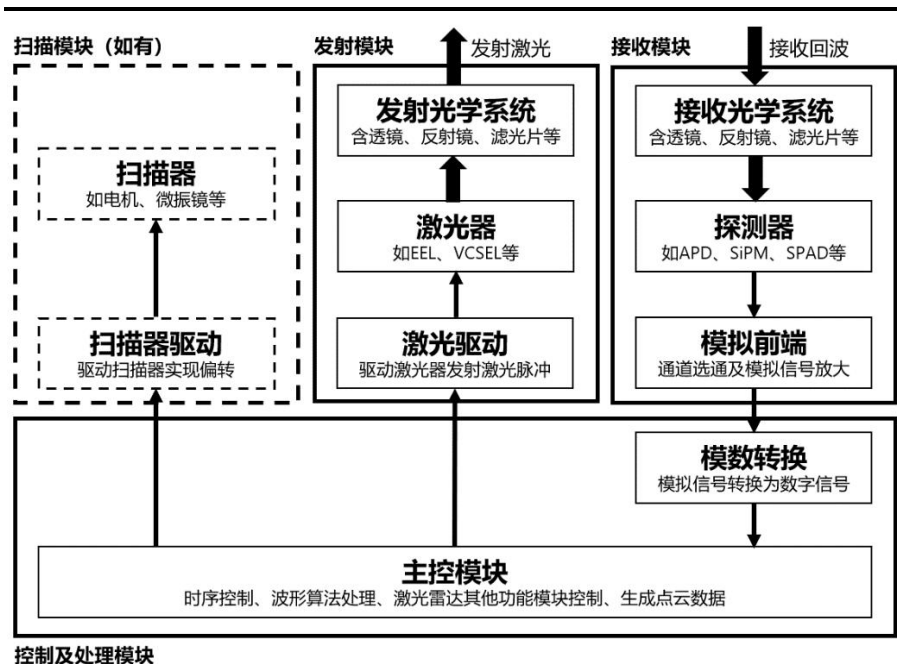 扫描模块（如有）
发射模块
发射激光
接收模块
接收回波
扫描器
如电机、微振镜等
扫描器驱动
驱动扫描器实现偏转
发射光学系统
含透镜、反射镜、滤光片等
激光器
如EEL、VCSEL等
激光驱动
驱动激光器发射激光脉冲
接收光学系统
含透镜、反射镜、滤光片等
探测器
如APD、SiPM、SPAD等
模拟前端
通道选通及模拟信号放大
模数转换
模拟信号转换为数字信号
主控模块
时序控制、波形算法处理、激光雷达其他功能模块控制、生成点云数据
控制及处理模块